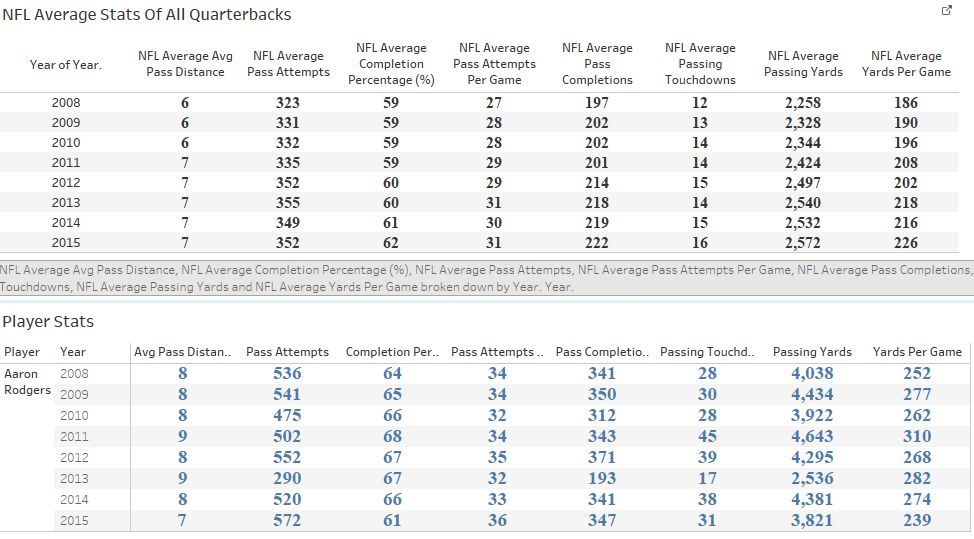 NFL Average Stats Of All Quarterbacks
Year of Year. NFL Average Avg Pass Distance NFL Average Pass Attempts NFL Average Completion Percentage (%) NFL Average Pass Attempts Per Game NFL Average Pass Completions NFL Average Passing Touchdowns NFL Average Passing Yards NFL Average Yards Per Game
2008 6 323 59 27 197 12 2,258 186
2009 6 331 59 28 202 13 2,328 190
2010 6 332 59 28 202 14 2,344 196
2011 7 335 59 29 201 14 2,424 208
2012 7 352 60 29 214 15 2,497 202
2013 7 355 60 31 218 14 2,540 218
2014 7 349 61 30 219 15 2,532 216
2015 7 352 62 31 222 16 2,572 226
NFL Average Avg Pass Distance, NFL Average Completion Percentage (%), NFL Average Pass Attempts, NFL Average Pass Attempts Per Game, NFL Average Pass Completions,
Touchdowns, NFL Average Passing Yards and NFL Average Yards Per Game broken down by Year. Year.
Player Stats
Player Year Avg Pass Distan.. Pass Attempts Completion Per.. Pass Attempts .. Pass Completio.. Passing Touchd.. Passing Yards Yards Per Game
Aaron Rodgers 2008 8 536 64 34 341 28 4,038 252
2009 8 541 65 34 350 30 4,434 277
2010 8 475 66 32 312 28 3,922 262
2011 9 502 68 34 343 45 4,643 310
2012 8 552 67 35 371 39 4,295 268
2013 9 290 67 32 193 17 2,536 282
2014 8 520 66 33 341 38 4,381 274
2015 7 572 61 36 347 31 3,821 239